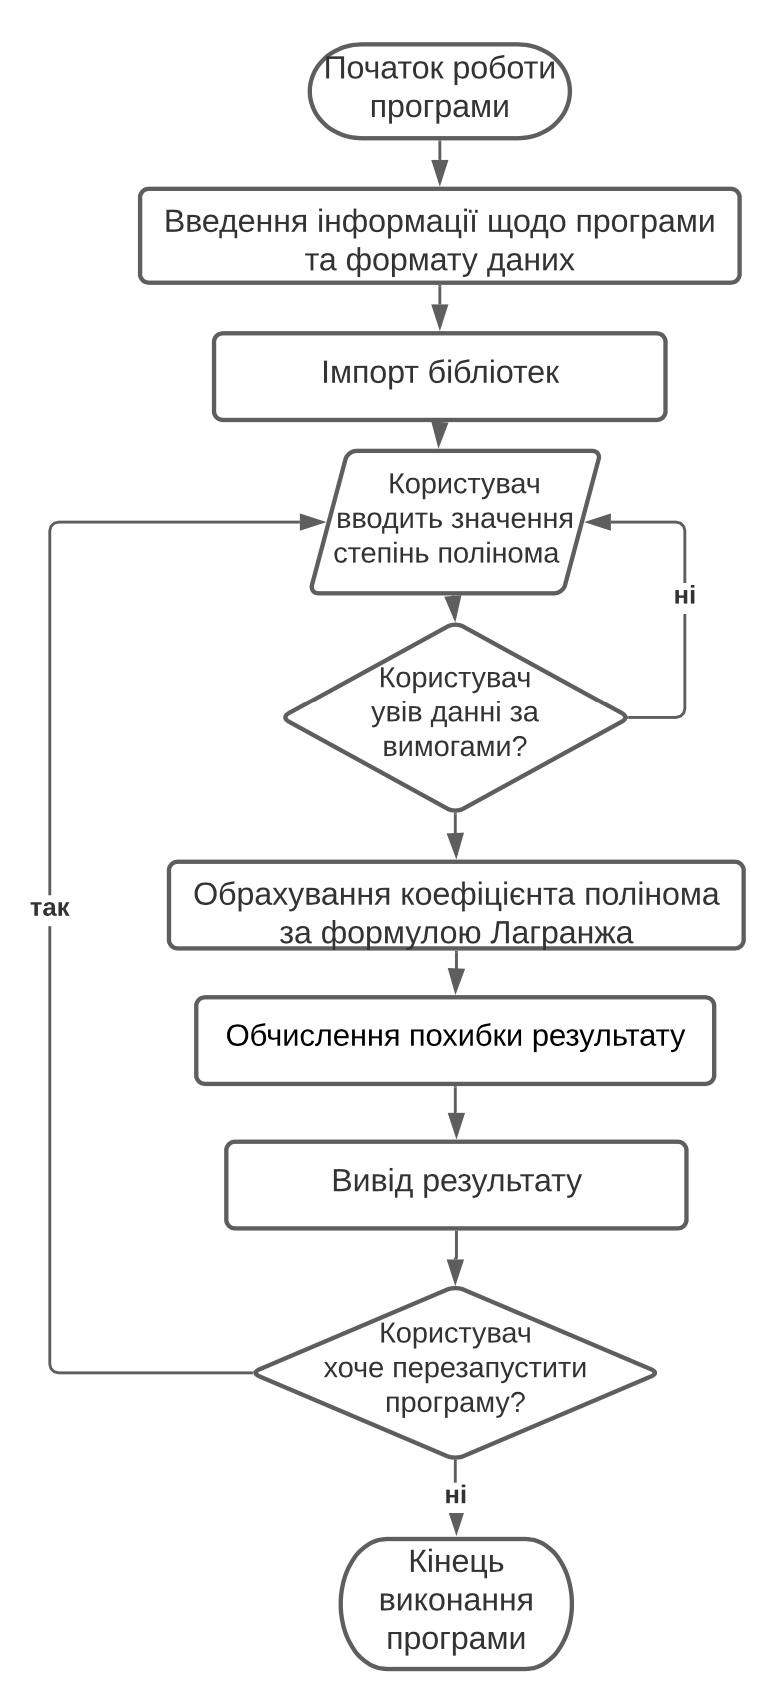 Початок роботи
програми
Введення інформації щодо програми
та формату даних
Імпорт бібліотек
Користувач
вводить значення
степінь полінома
ні
Користувач
увів данні за
вимогами?
Обрахування коефіцієнта полінома
за формулою Лагранжа
так
Обчислення похибки результату
Вивід результату
Користувач
хоче перезапустити
програму?
ні
Кінець
виконання
програми